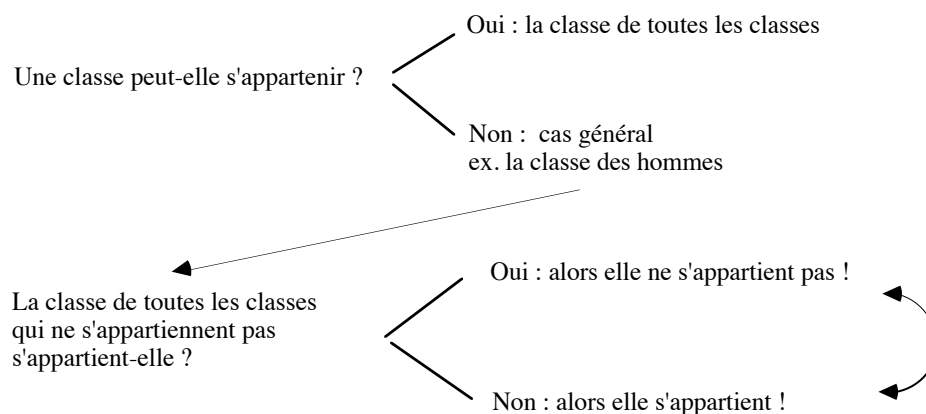 Oui : la classe de toutes les classes
Une classe peut-elle s'appartenir ?
Non : cas général
ex. la classe des hommes
Oui : alors elle ne s'appartient pas !
La classe de toutes les classes
qui ne s'appartiennent pas
s'appartient-elle ?
Non : alors elle s'appartient !